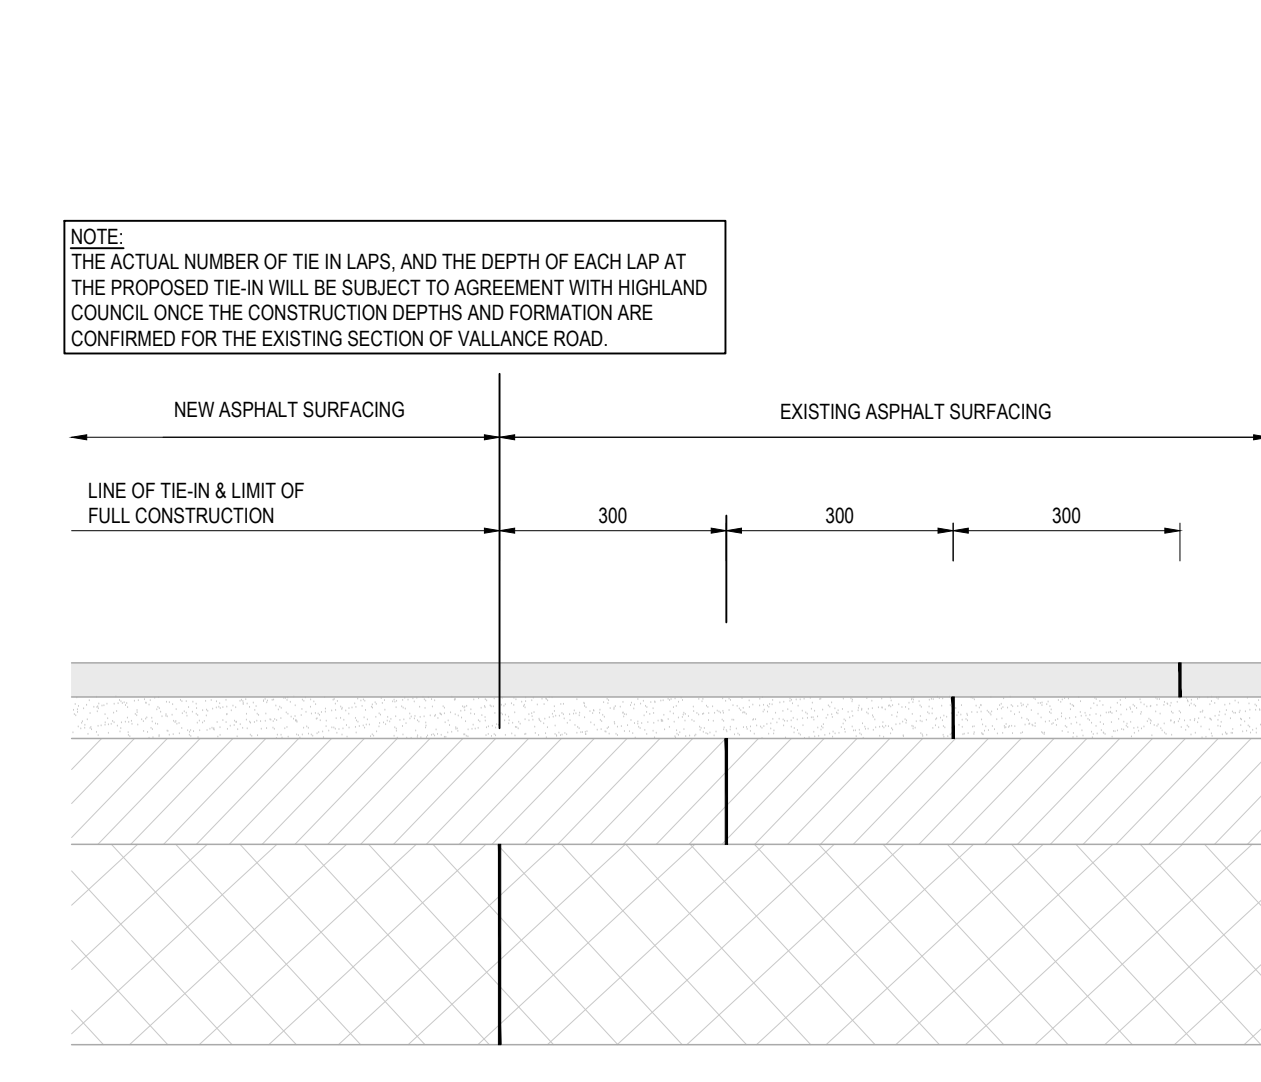 NOTE:
THE ACTUAL NUMBER OF TIE IN LAPS, AND THE DEPTH OF EACH LAP AT
THE PROPOSED TIE-IN WILL BE SUBJECT TO AGREEMENT WITH HIGHLAND
COUNCIL ONCE THE CONSTRUCTION DEPTHS AND FORMATION ARE
CONFIRMED FOR THE EXISTING SECTION OF VALLANCE ROAD.
NEW ASPHALT SURFACING
EXISTING ASPHALT SURFACING
LINE OF TIE-IN & LIMIT OF
FULL CONSTRUCTION
300
300
300